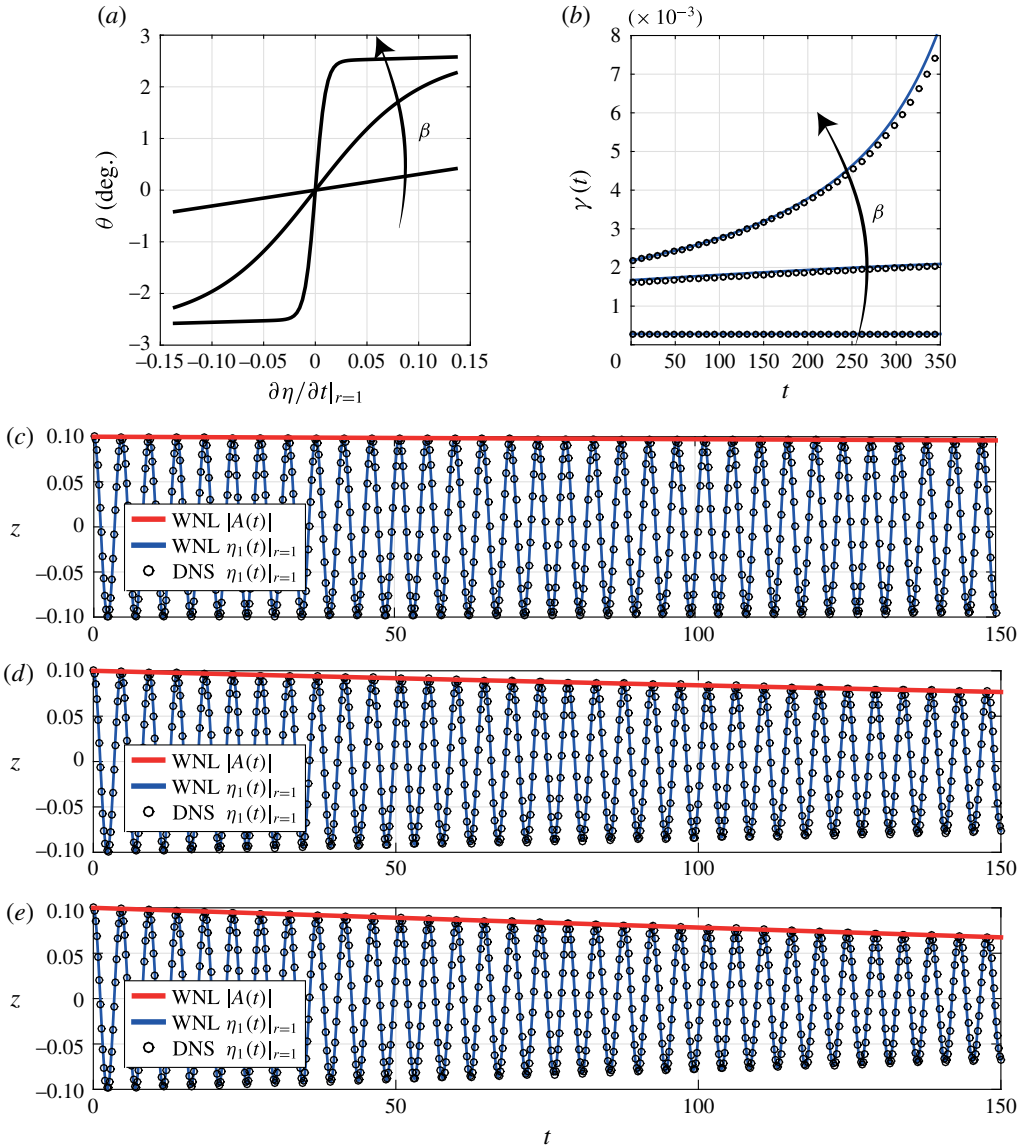 (a)
3
2
1
0
−1
−2
−3
−0.15
−0.10
−0.05
0
0.05
0.10
0.15
θ (deg.)
∂η/∂t|r=1
β
(b)
(× 10−3)
8
7
6
5
4
3
2
1
0
50
100
150
200
250
300
350
γ(t)
t
β
(c)
z
0.10
0.05
0
−0.05
−0.10
WNL |A(t)|
WNL η1(t)|r=1
DNS η1(t)|r=1
0
50
100
150
(d)
z
0.10
0.05
0
−0.05
−0.10
WNL |A(t)|
WNL η1(t)|r=1
DNS η1(t)|r=1
0
50
100
150
(e)
z
0.10
0.05
0
−0.05
−0.10
WNL |A(t)|
WNL η1(t)|r=1
DNS η1(t)|r=1
0
50
100
150
t